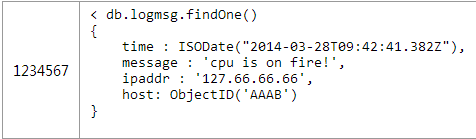 1234567
< db.logmsg.findOne()
{
    time : ISODate("2014-03-28T09:42:41.382Z"),
    message : 'cpu is on fire!',
    ipaddr : '127.66.66.66',
    host: ObjectID('AAAB')
}